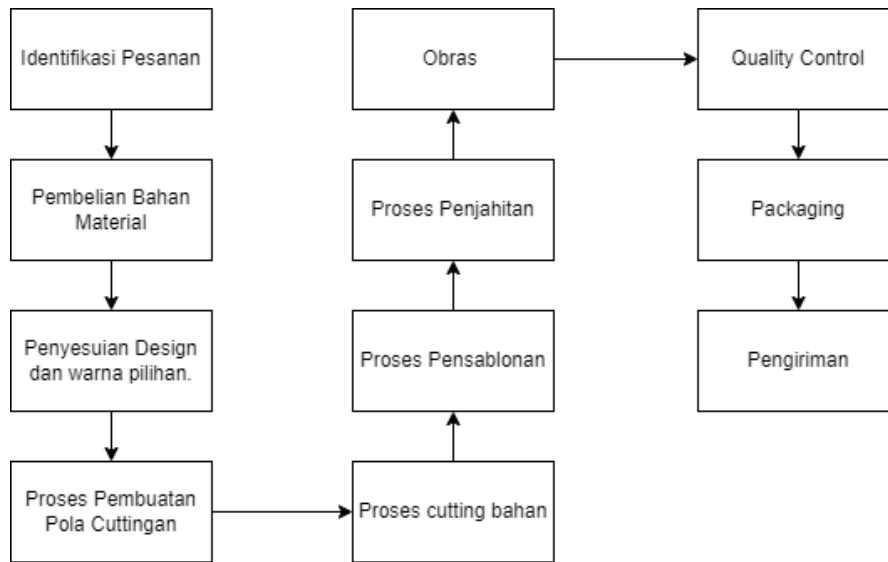 Identifikasi Pesanan
Pembelian Bahan
Material
Penyesuian Design
dan warna pilihan.
Proses Pembuatan
Pola Cuttingan
Proses cutting bahan
Proses Pensablonan
Proses Penjahitan
Obras
Quality Control
Packaging
Pengiriman